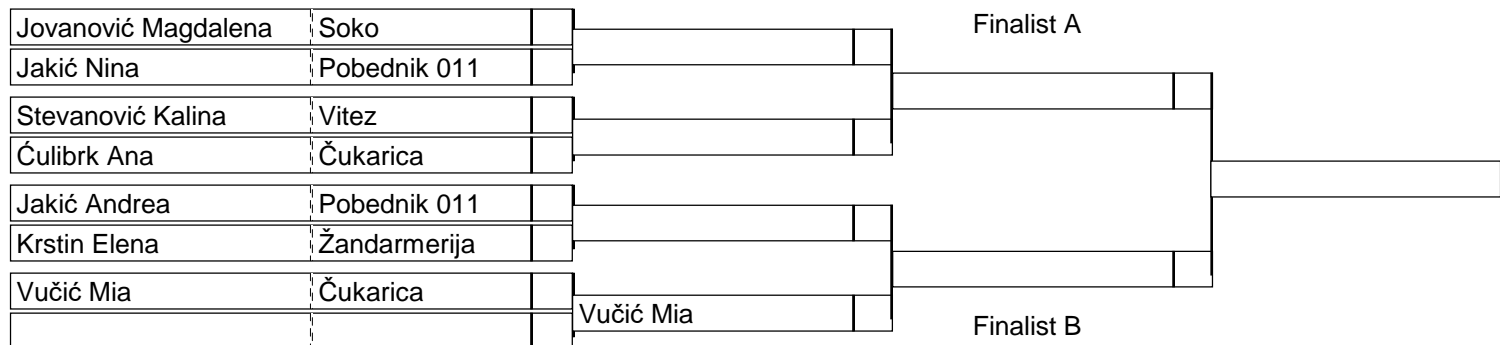 Jovanović Magdalena Soko
Finalist A
Jakić Nina Pobednik 011
Stevanović Kalina Vitez
Ćulibrk Ana Čukarica
Jakić Andrea Pobednik 011
Krstin Elena Žandarmerija
Vučić Mia Čukarica
Vučić Mia
Finalist B